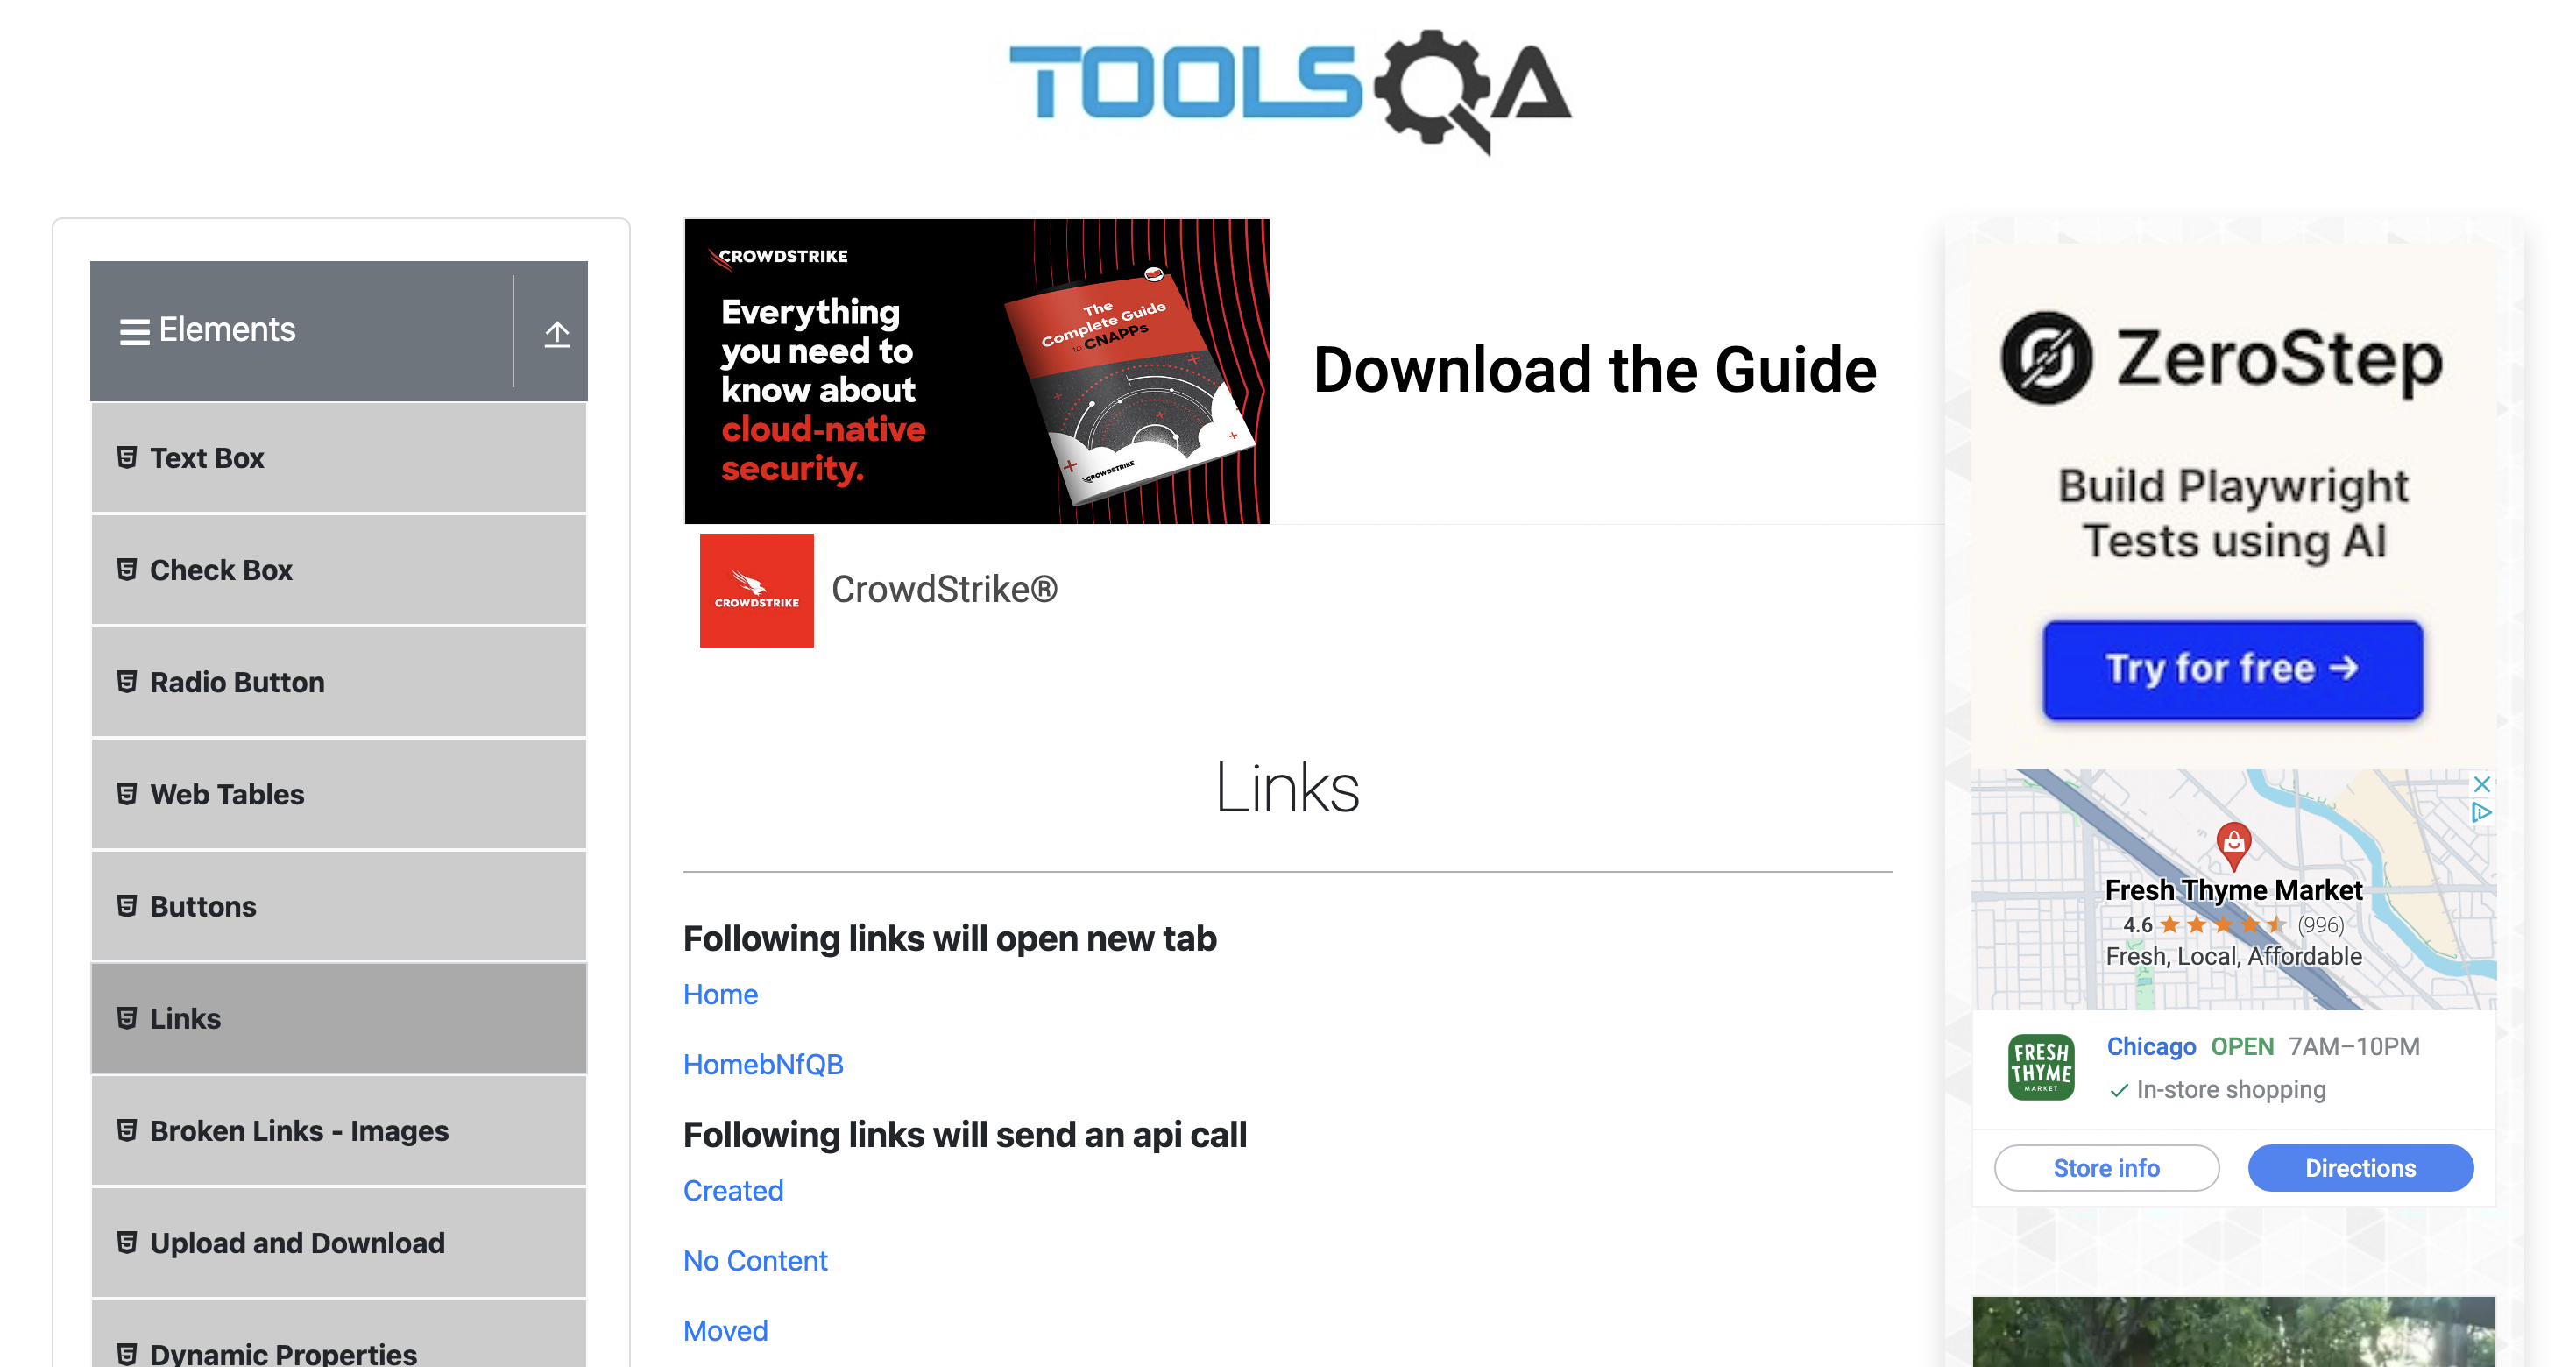 TOOLSQA
Elements
Text Box
Check Box
Radio Button
Web Tables
Buttons
Links
Broken Links - Images
Upload and Download
Dynamic Properties
CROWDSTRIKE
Everything
you need to
know about
cloud-native
security.
The
Complete Guide
to CNAPPs
CROWDSTRIKE
Download the Guide
CROWDSTRIKE
CrowdStrike®
Links
Following links will open new tab
Home
HomebNfQB
Following links will send an api call
Created
No Content
Moved
ZeroStep
Build Playwright
Tests using AI
Try for free →
Fresh Thyme Market
4.6 (996)
Fresh, Local, Affordable
FRESH
THYME
MARKET
Chicago OPEN 7AM–10PM
In-store shopping
Store info
Directions